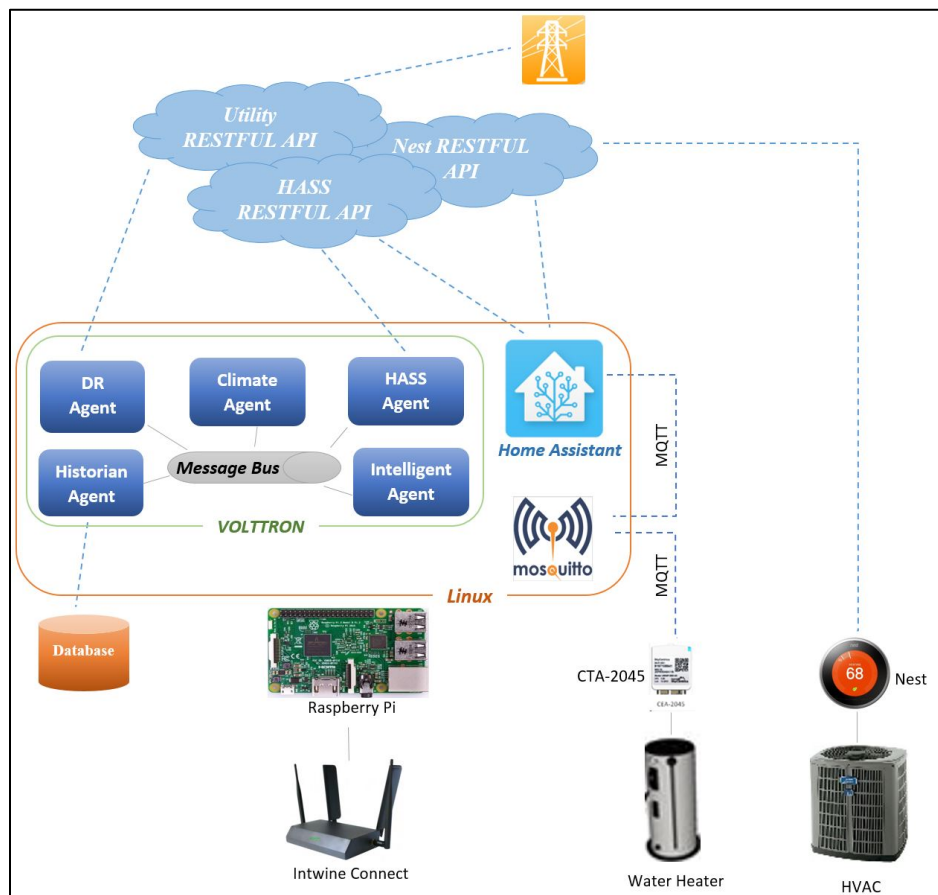 Utility
RESTFUL API
Nest RESTFUL
API
HASS
RESTFUL API
DR
Agent
Climate
Agent
HASS
Agent
Historian
Agent
Message Bus
Intelligent
Agent
VOLTTRON
Home Assistant
mosquitto
Linux
MQTT
MQTT
Database
Raspberry Pi
CTA-2045
CEA-2045
68
Nest
Intwine Connect
Water Heater
HVAC